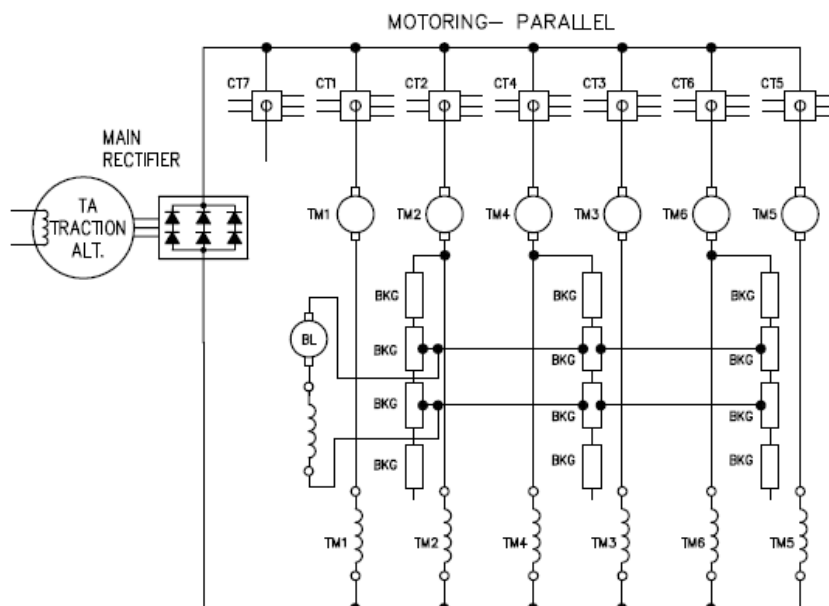 MOTORING– PARALLEL
CT7 CT1 CT2 CT4 CT3 CT6 CT5
MAIN
RECTIFIER
TA
TRACTION
ALT.
TM1 TM2 TM4 TM3 TM6 TM5
BKG BKG BKG
BL
BKG BKG BKG
BKG BKG BKG
BKG BKG BKG
TM1 TM2 TM4 TM3 TM6 TM5